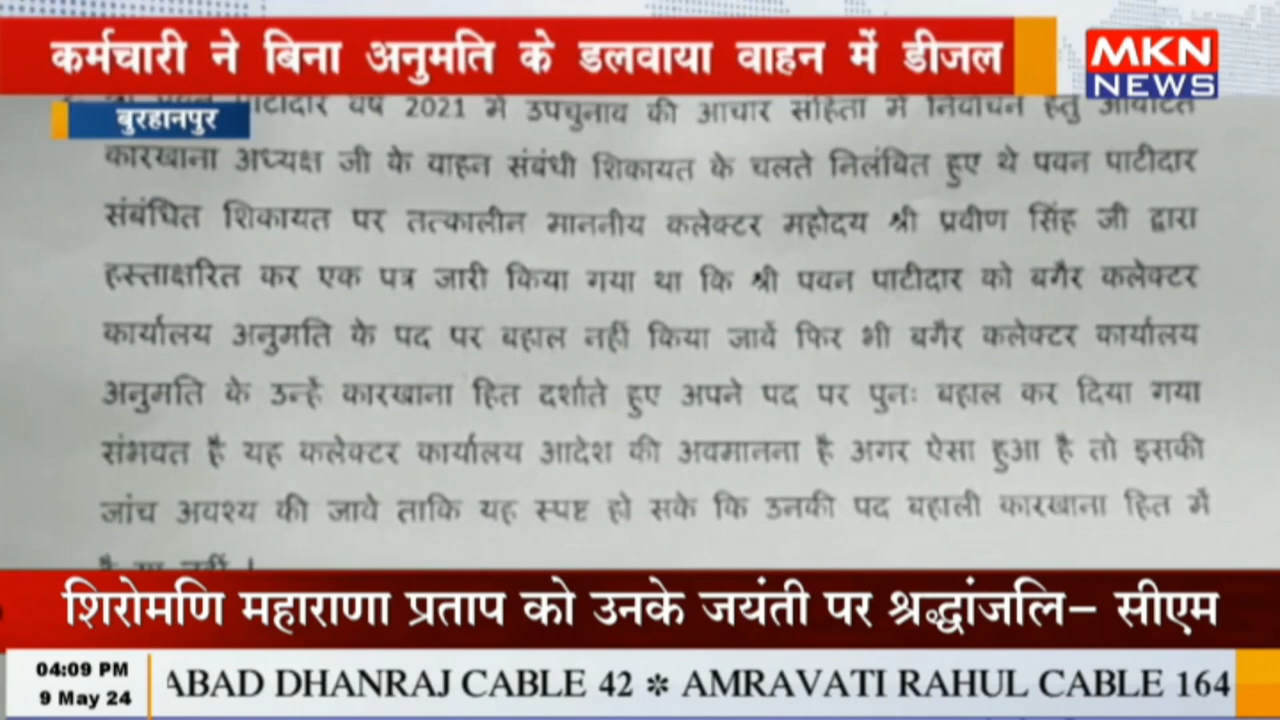 कर्मचारी ने बिना अनुमति के डलवाया वाहन में डीजल
MKN
NEWS
बुरहानपुर
पाटीदार वर्ष 2021 में उपचुनाव की आचार संहिता में निर्वाचन हेतु आवंटित
कारखाना अध्यक्ष जी के वाहन संबंधी शिकायत के चलते निलंबित हुए थे पवन पाटीदार
संबंधित शिकायत पर तत्कालीन माननीय कलेक्टर महोदय श्री प्रवीण सिंह जी द्वारा
हस्ताक्षरित कर एक पत्र जारी किया गया था कि श्री पवन पाटीदार को बगैर कलेक्टर
कार्यालय अनुमति के पद पर बहाल नहीं किया जावें फिर भी बगैर कलेक्टर कार्यालय
अनुमति के उन्हें कारखाना हित दर्शाते हुए अपने पद पर पुनः बहाल कर दिया गया
संभवत है यह कलेक्टर कार्यालय आदेश की अवमानना है अगर ऐसा हुआ है तो इसकी
जांच अवश्य की जावे ताकि यह स्पष्ट हो सके कि उनकी पद बहाली कारखाना हित में
शिरोमणि महाराणा प्रताप को उनके जयंती पर श्रद्धांजलि– सीएम
04:09 PM
9 May 24
ABAD DHANRAJ CABLE 42 * AMRAVATI RAHUL CABLE 164